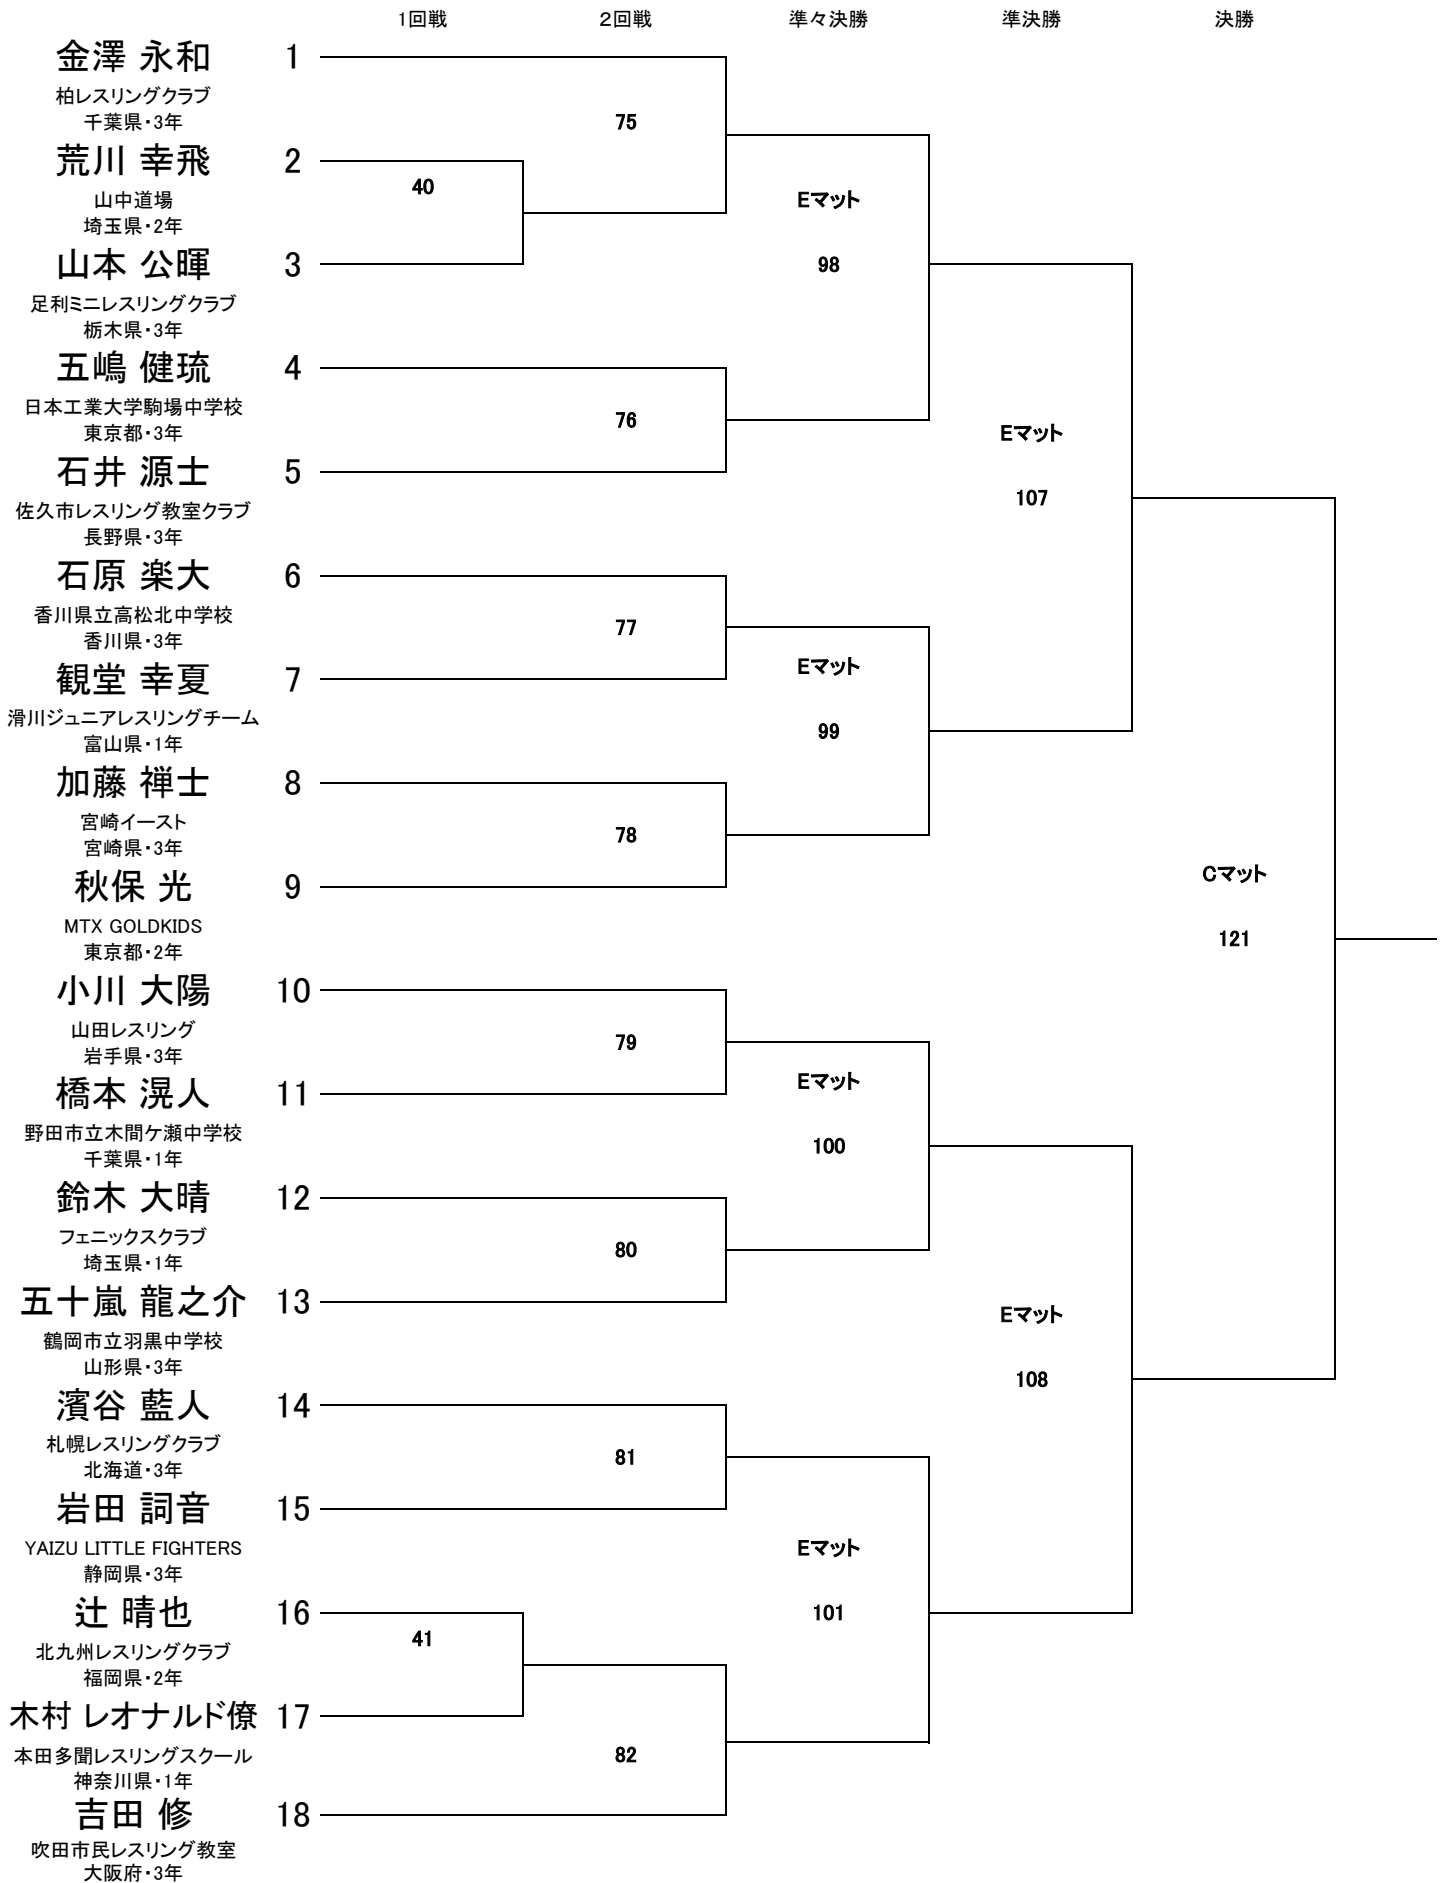 1回戦 2回戦 準々決勝 準決勝 決勝
金澤 永和 1
柏レスリングクラブ
千葉県・3年
75
荒川 幸飛 2
40
山中道場
埼玉県・2年
Eマット
山本 公暉 3
98
足利ミニレスリングクラブ
栃木県・3年
五嶋 健琉 4
日本工業大学駒場中学校
東京都・3年
76
Eマット
石井 源士 5
佐久市レスリング教室クラブ
長野県・3年
107
石原 楽大 6
香川県立高松北中学校
香川県・3年
77
Eマット
観堂 幸夏 7
滑川ジュニアレスリングチーム
富山県・1年
99
加藤 禅士 8
宮崎イースト
宮崎県・3年
78
Cマット
秋保 光 9
MTX GOLDKIDS
東京都・2年
121
小川 大陽 10
山田レスリング
岩手県・3年
79
Eマット
橋本 滉人 11
野田市立木間ケ瀬中学校
千葉県・1年
100
鈴木 大晴 12
フェニックスクラブ
埼玉県・1年
80
五十嵐 龍之介 13
Eマット
鶴岡市立羽黒中学校
山形県・3年
108
濱谷 藍人 14
札幌レスリングクラブ
北海道・3年
81
岩田 詞音 15
YAIZU LITTLE FIGHTERS
静岡県・3年
Eマット
辻 晴也 16
101
41
北九州レスリングクラブ
福岡県・2年
木村 レオナルド僚 17
本田多聞レスリングスクール
神奈川県・1年
82
吉田 修 18
吹田市民レスリング教室
大阪府・3年